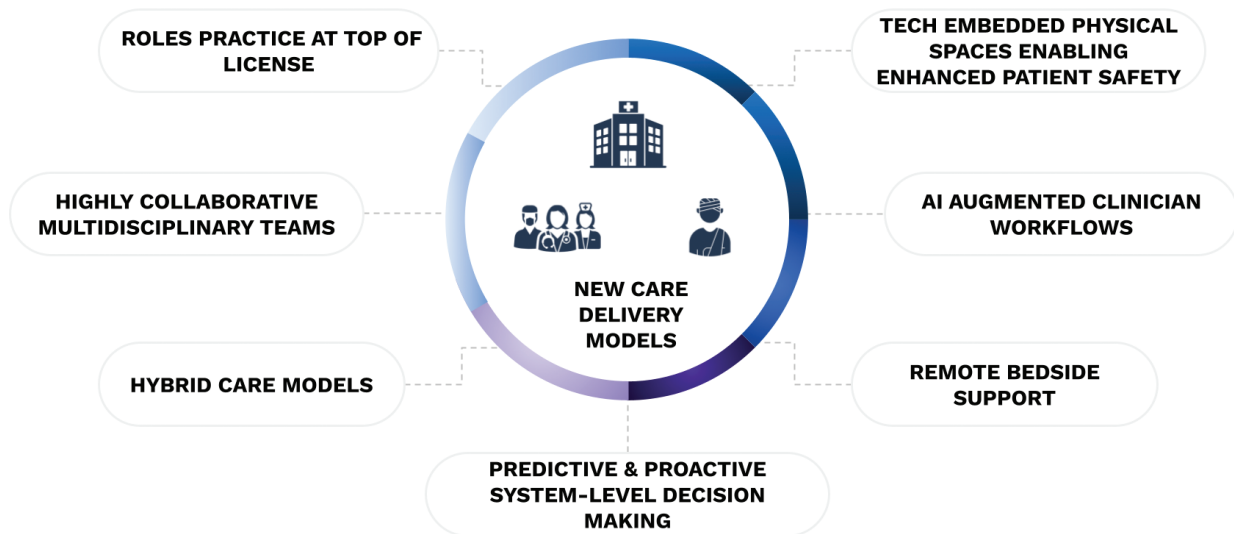 ROLES PRACTICE AT TOP OF
LICENSE
TECH EMBEDDED PHYSICAL
SPACES ENABLING
ENHANCED PATIENT SAFETY
HIGHLY COLLABORATIVE
MULTIDISCIPLINARY TEAMS
AI AUGMENTED CLINICIAN
WORKFLOWS
NEW CARE
DELIVERY
MODELS
HYBRID CARE MODELS
REMOTE BEDSIDE
SUPPORT
PREDICTIVE & PROACTIVE
SYSTEM-LEVEL DECISION
MAKING